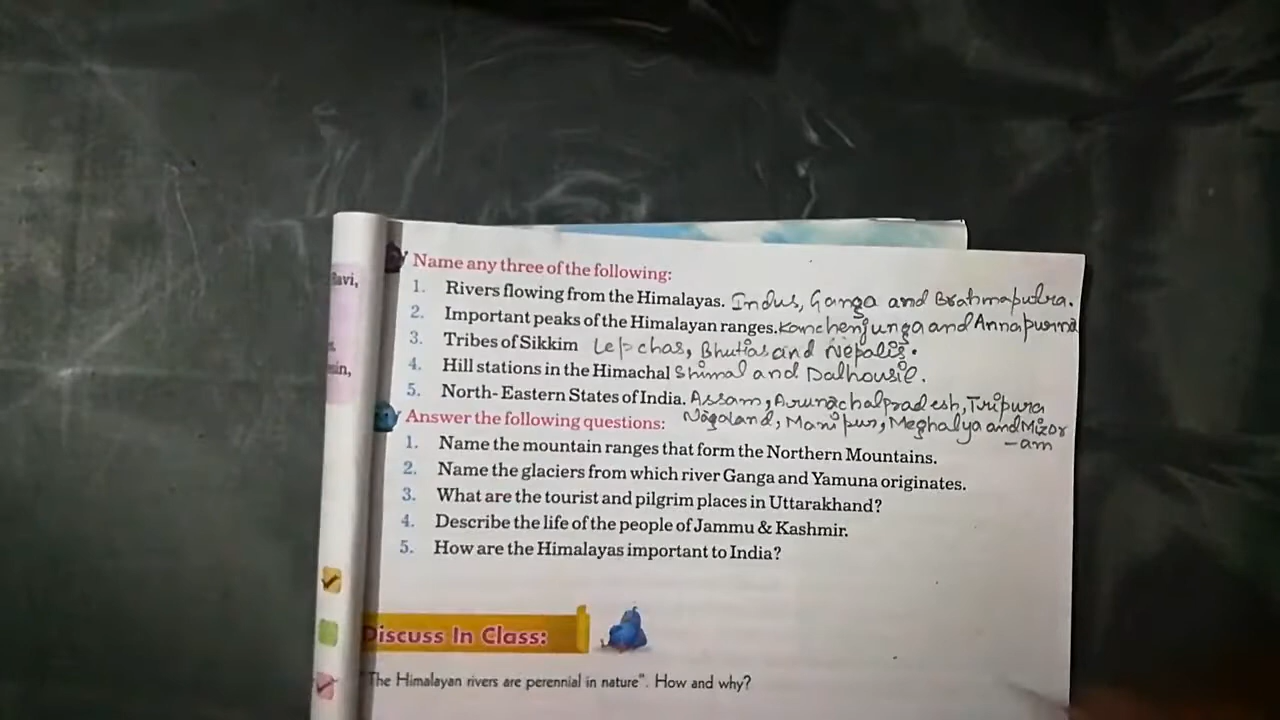 Ravi,
Name any three of the following:
1. Rivers flowing from the Himalayas. Indus, Ganga and Brahmaputra.
2. Important peaks of the Himalayan ranges. Kanchenjunga and Annapurna
3. Tribes of Sikkim Lepchas, Bhutias and Nepalis.
4. Hill stations in the Himachal Shimal and Dalhousie.
5. North-Eastern States of India. Assam, Arunachalpradesh, Tripura
Nagaland, Manipur, Meghalya and Mizor
-am
Answer the following questions:
1. Name the mountain ranges that form the Northern Mountains.
2. Name the glaciers from which river Ganga and Yamuna originates.
3. What are the tourist and pilgrim places in Uttarakhand?
4. Describe the life of the people of Jammu & Kashmir.
5. How are the Himalayas important to India?
Discuss In Class:
"The Himalayan rivers are perennial in nature". How and why?